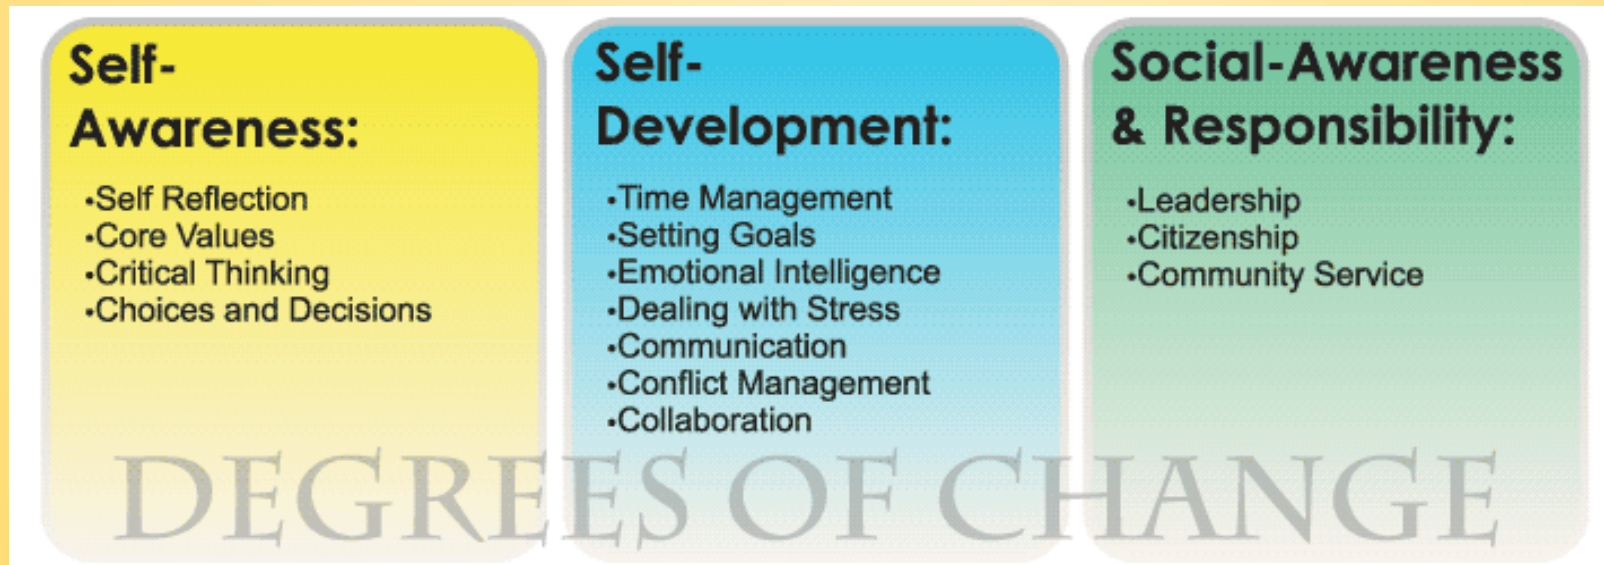 Self-
Awareness:
•Self Reflection
•Core Values
•Critical Thinking
•Choices and Decisions
Self-
Development:
•Time Management
•Setting Goals
•Emotional Intelligence
•Dealing with Stress
•Communication
•Conflict Management
•Collaboration
Social-Awareness
& Responsibility:
•Leadership
•Citizenship
•Community Service
DEGREES OF CHANGE